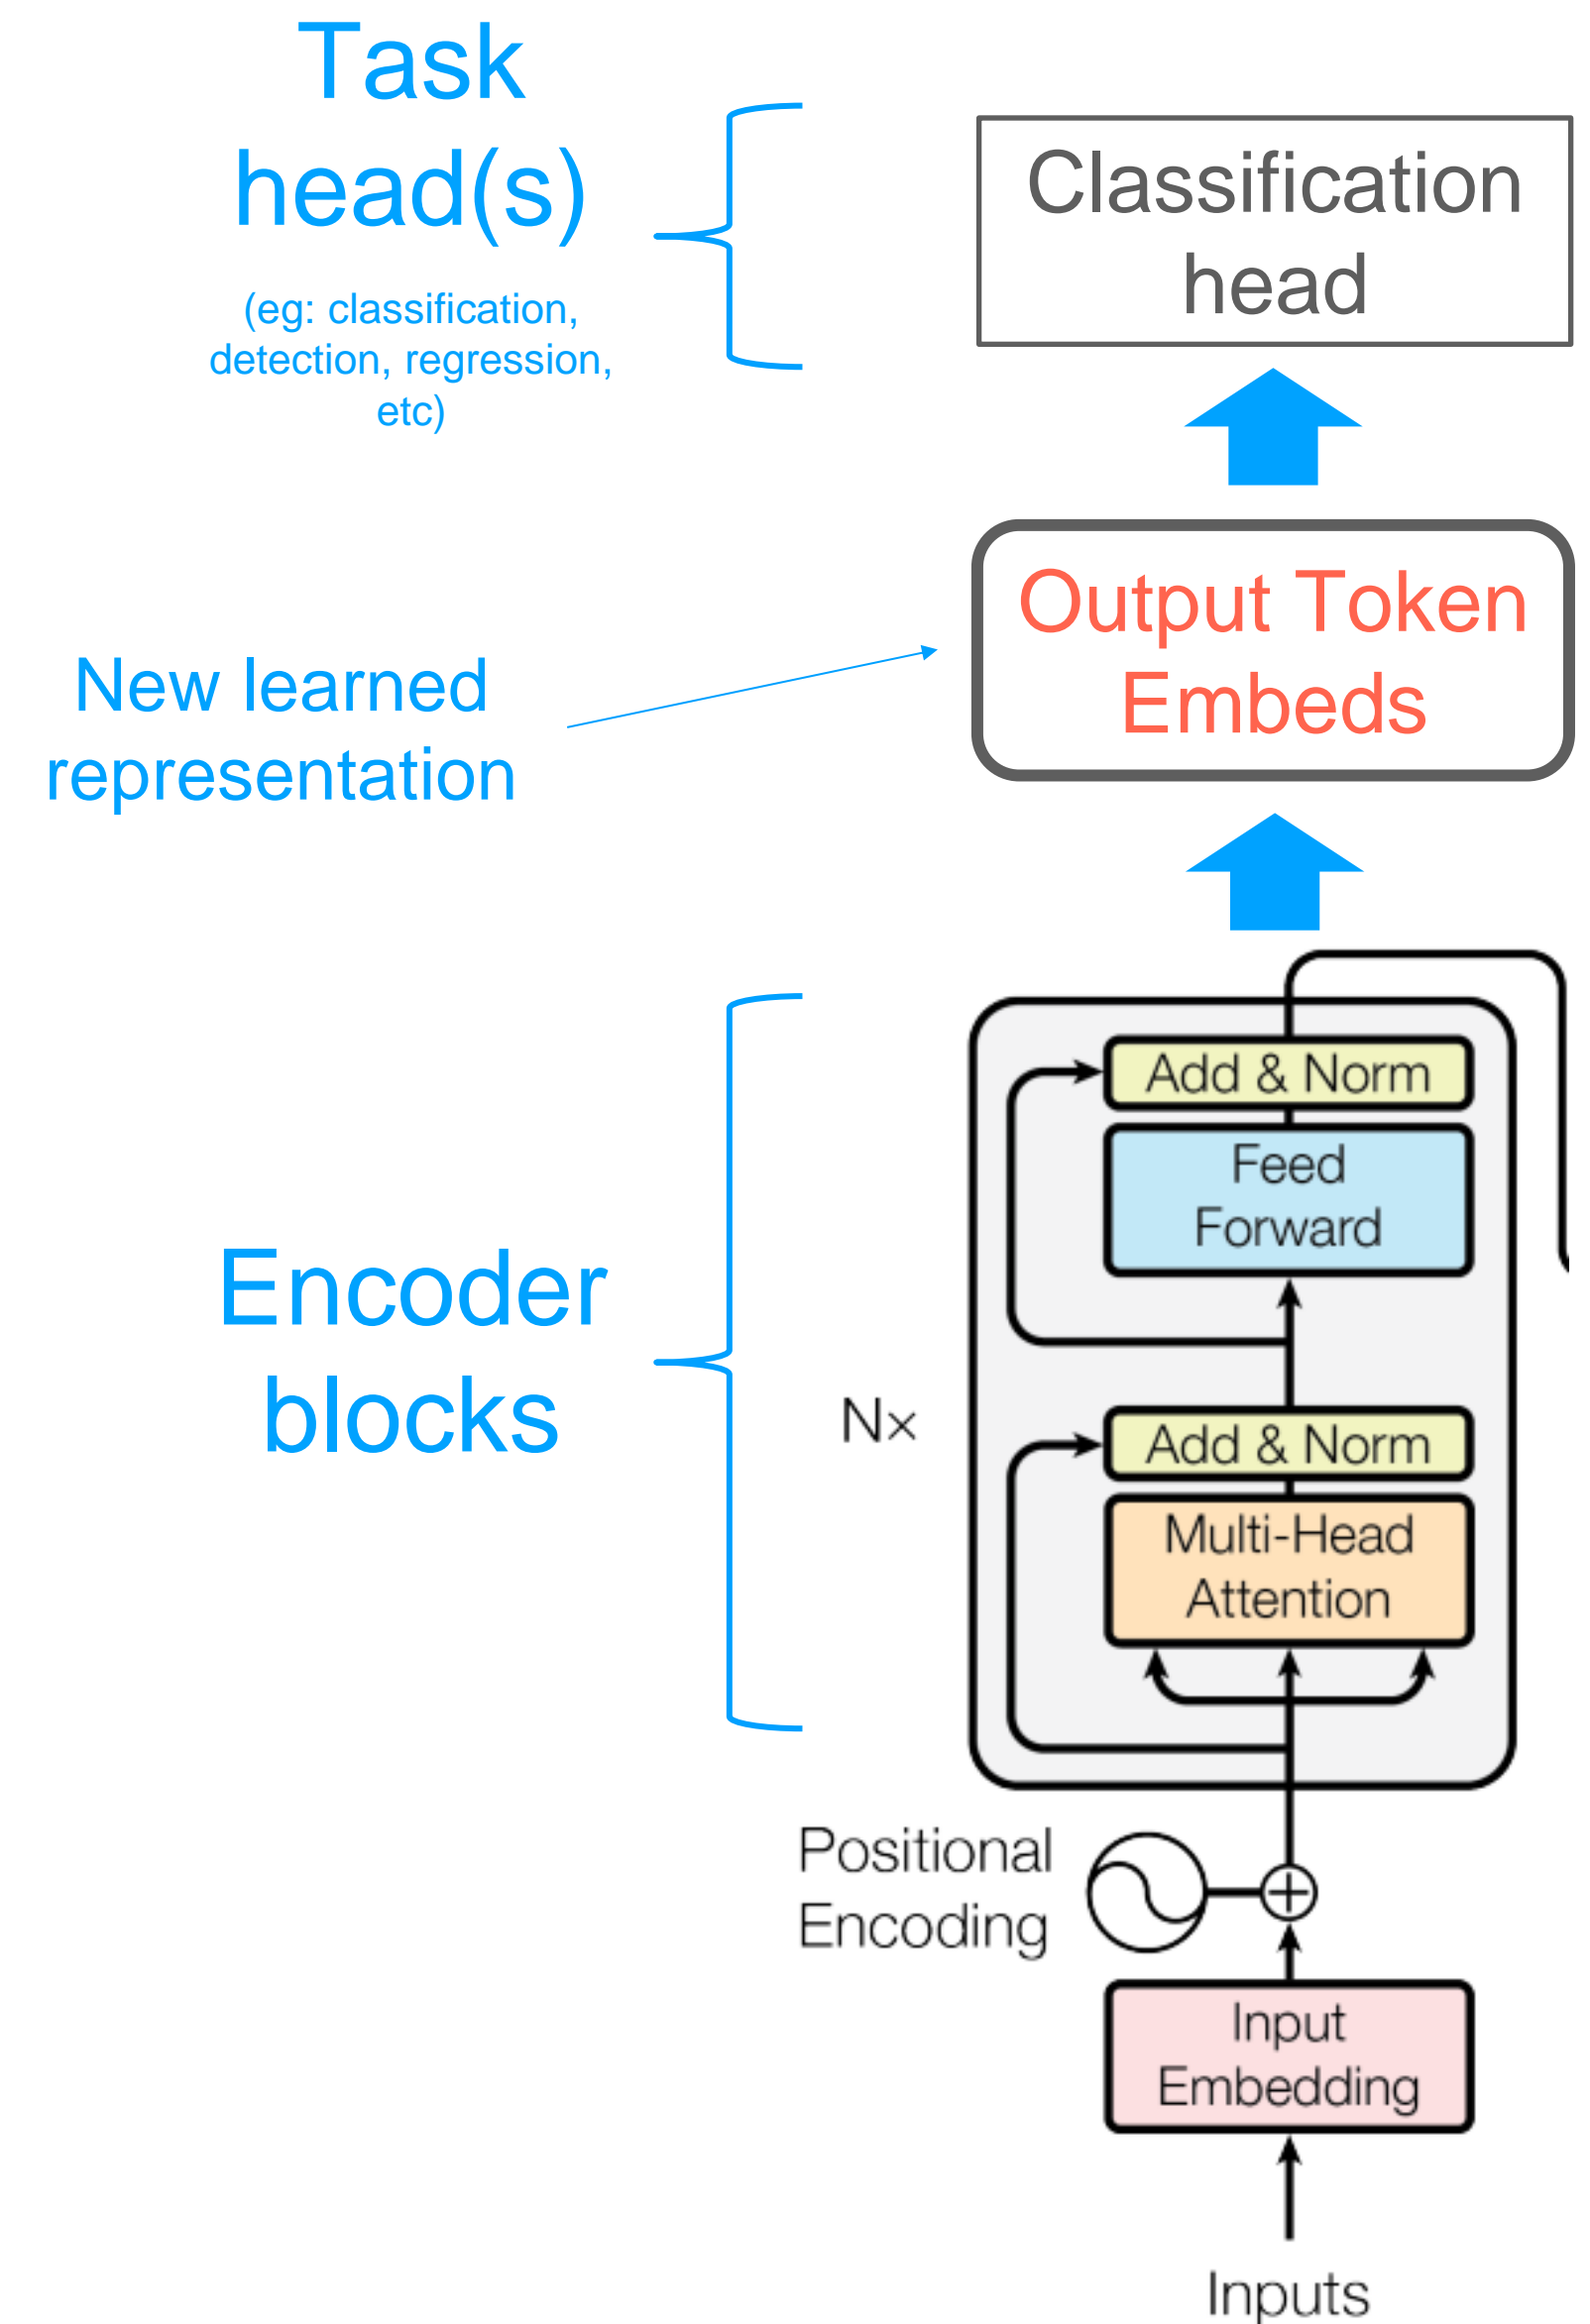 Task
head(s)
(eg: classification,
detection, regression,
etc)
Classification
head
New learned
representation
Output Token
Embeds
Encoder
blocks
Nx
Add & Norm
Feed
Forward
Add & Norm
Multi-Head
Attention
Positional
Encoding
Input
Embedding
Inputs